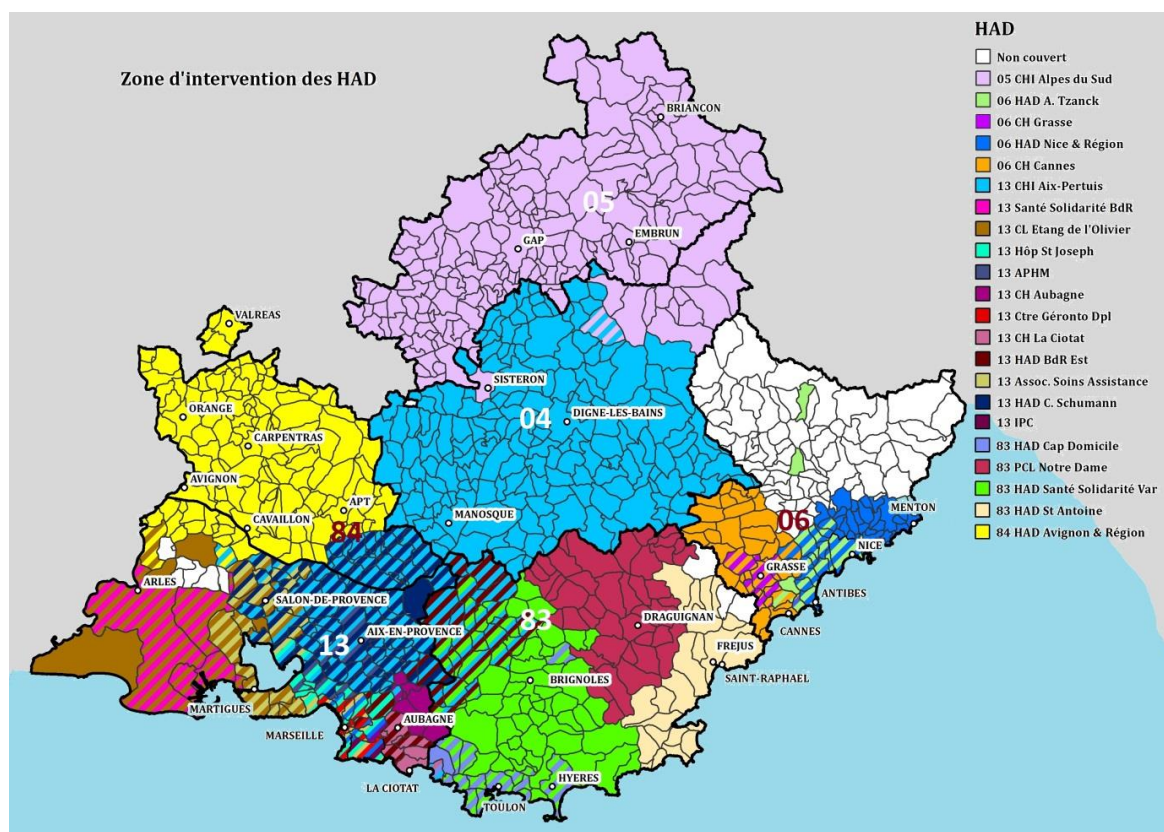 Zone d'intervention des HAD
HAD
Non couvert
05 CHI Alpes du Sud
06 HAD A. Tzanck
06 CH Grasse
06 HAD Nice & Région
06 CH Cannes
13 CHI Aix-Pertuis
13 Santé Solidarité BdR
13 CL Etang de l'Olivier
13 Hôp St Joseph
13 APHM
13 CH Aubagne
13 Ctre Géronto Dpl
13 CH La Ciotat
13 HAD BdR Est
13 Assoc. Soins Assistance
13 HAD C. Schumann
13 IPC
83 HAD Cap Domicile
83 PCL Notre Dame
83 HAD Santé Solidarité Var
83 HAD St Antoine
84 HAD Avignon & Région
BRIANCON
05
EMBRUN
GAP
VALREAS
SISTERON
ORANGE
04
DIGNE-LES-BAINS
CARPENTRAS
AVIGNON
APT
MANOSQUE
CAVAILLON
84
06
MENTON
NICE
ARLES
GRASSE
SALON-DE-PROVENCE
ANTIBES
CANNES
83
DRAGUIGNAN
13
AIX-EN-PROVENCE
FREJUS
SAINT-RAPHAEL
BRIGNOLES
MARTIGUES
AUBAGNE
MARSEILLE
LA CIOTAT
HYERES
TOULON